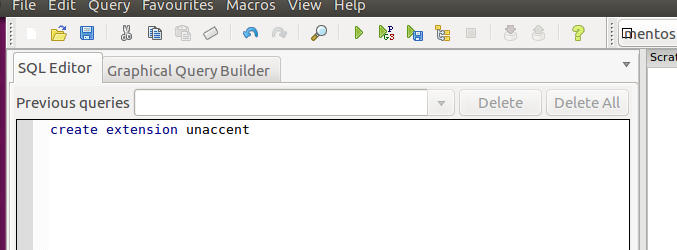 File Edit Query Favourites Macros View Help
mentos
SQL Editor
Graphical Query Builder
Scrat
Previous queries
Delete
Delete All
create extension unaccent